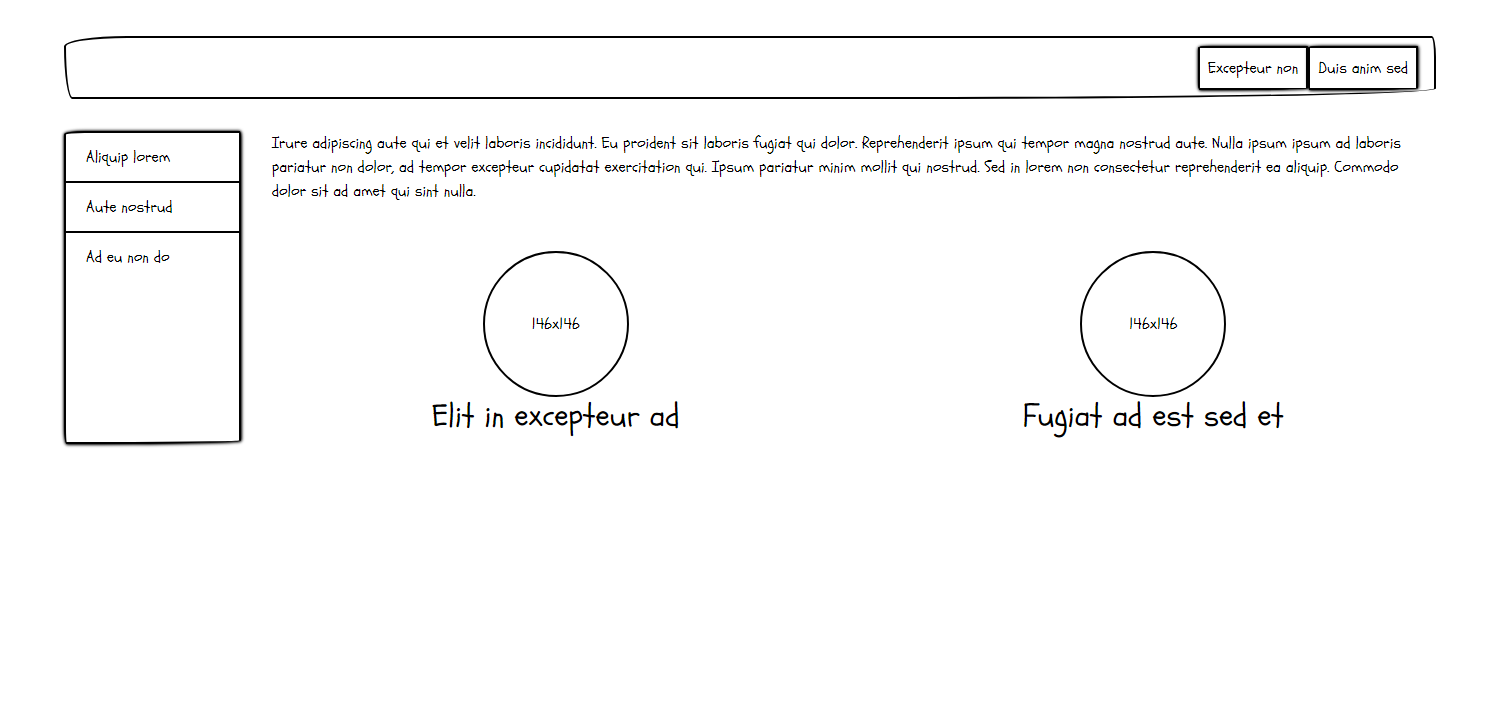 Excepteur non
Duis anim sed
Aliquip lorem
Aute nostrud
Ad eu non do
Irure adipiscing aute qui et velit laboris incididunt. Eu proident sit laboris fugiat qui dolor. Reprehenderit ipsum qui tempor magna nostrud aute. Nulla ipsum ipsum ad laboris
pariatur non dolor, ad tempor excepteur cupidatat exercitation qui. Ipsum pariatur minim mollit qui nostrud. Sed in lorem non consectetur reprehenderit ea aliquip. Commodo
dolor sit ad amet qui sint nulla.
146x146
Elit in excepteur ad
146x146
Fugiat ad est sed et